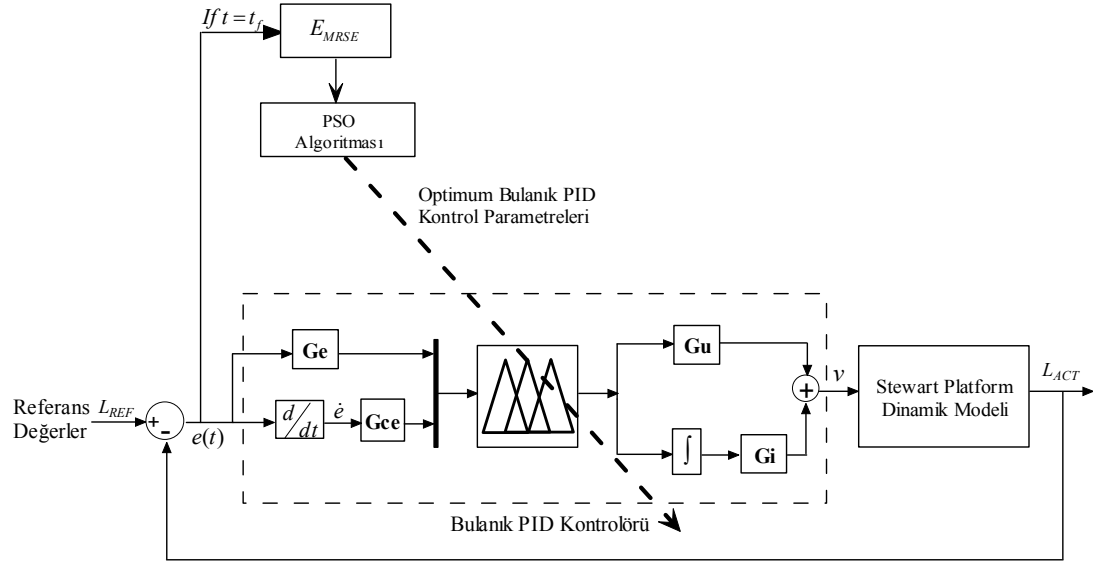 If t = t_f
E_MRSE
PSO
Algoritması
Optimum Bulanık PID
Kontrol Parametreleri
Ge
Gu
Referans
Değerler
L_REF
+
-
e(t)
d/dt
ė
Gce
∫
Gi
+
v
Stewart Platform
Dinamik Modeli
L_ACT
Bulanık PID Kontrolörü